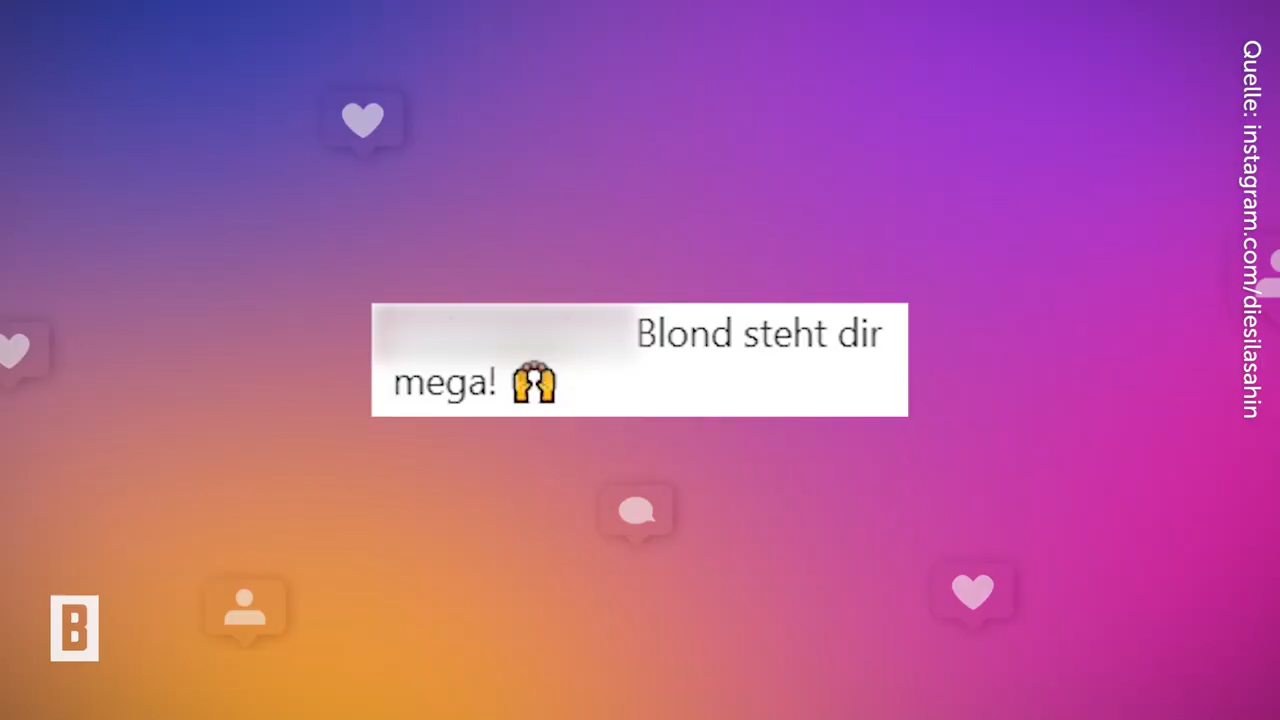 Blond steht dir
mega! 🙌
Quelle: instagram.com/diesilasahin
B